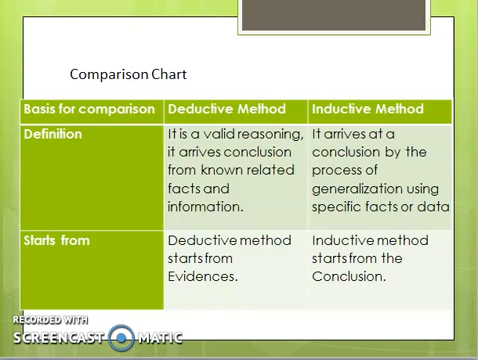 Comparison Chart
Basis for comparison Deductive Method Inductive Method
Definition
It is a valid reasoning,
it arrives conclusion
from known related
facts and
information.
It arrives at a
conclusion by the
process of
generalization using
specific facts or data
Starts from
Deductive method
starts from
Evidences.
Inductive method
starts from the
Conclusion.
RECORDED WITH
SCREENCAST MATIC